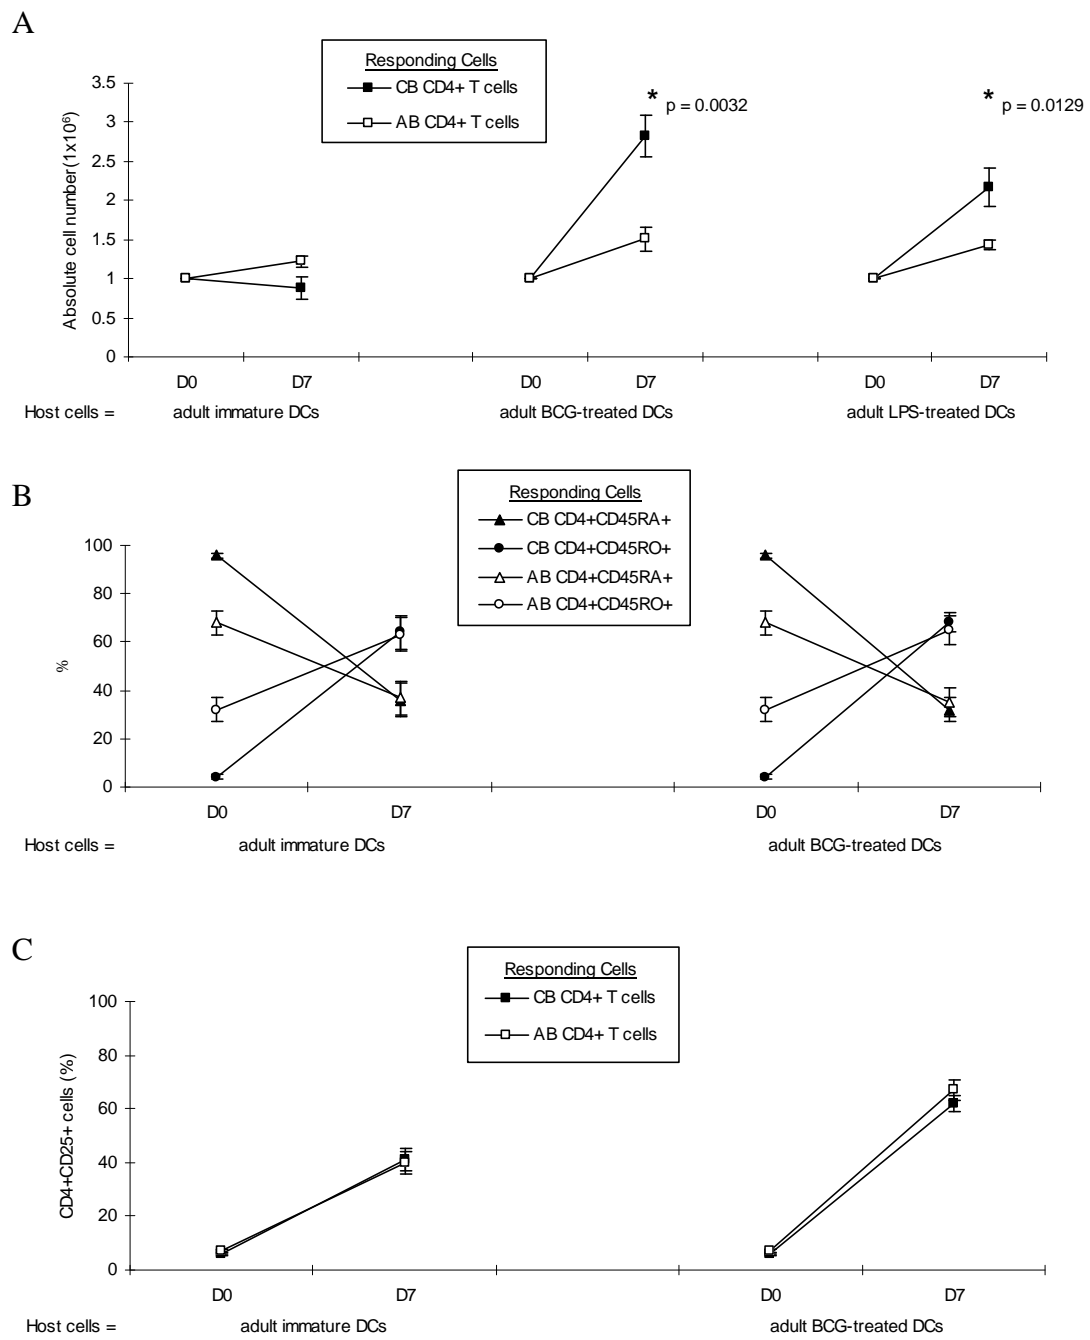 A
Responding Cells
CB CD4+ T cells
AB CD4+ T cells
Absolute cell number (1x10⁶)
3.5
3
2.5
2
1.5
1
0.5
0
* p = 0.0032
* p = 0.0129
D0 D7 D0 D7 D0 D7
Host cells = adult immature DCs adult BCG-treated DCs adult LPS-treated DCs
B
Responding Cells
CB CD4+CD45RA+
CB CD4+CD45RO+
AB CD4+CD45RA+
AB CD4+CD45RO+
%
100
80
60
40
20
0
D0 D7 D0 D7
Host cells = adult immature DCs adult BCG-treated DCs
C
Responding Cells
CB CD4+ T cells
AB CD4+ T cells
CD4+CD25+ cells (%)
100
80
60
40
20
0
D0 D7 D0 D7
Host cells = adult immature DCs adult BCG-treated DCs